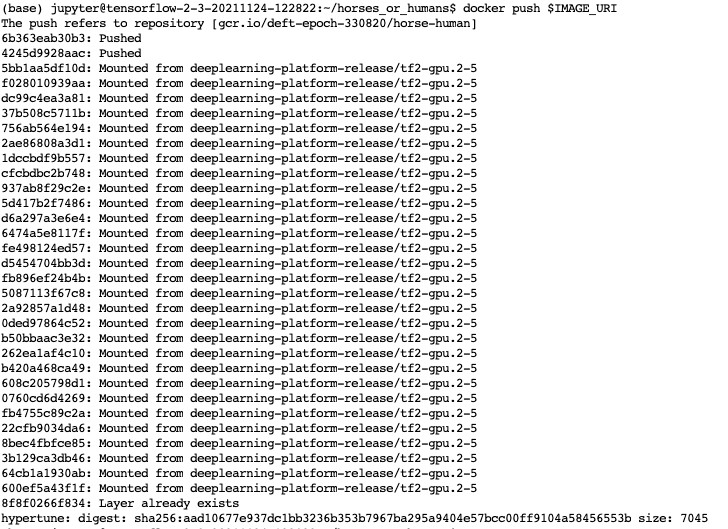 (base) jupyter@tensorflow-2-3-20211124-122822:~/horses_or_humans$ docker push $IMAGE_URI
The push refers to repository [gcr.io/deft-epoch-330820/horse-human]
6b363eab30b3: Pushed
4245d9928aac: Pushed
5bb1aa5df10d: Mounted from deeplearning-platform-release/tf2-gpu.2-5
f028010939aa: Mounted from deeplearning-platform-release/tf2-gpu.2-5
dc99c4ea3a81: Mounted from deeplearning-platform-release/tf2-gpu.2-5
37b508c5711b: Mounted from deeplearning-platform-release/tf2-gpu.2-5
756ab564e194: Mounted from deeplearning-platform-release/tf2-gpu.2-5
2ae86808a3d1: Mounted from deeplearning-platform-release/tf2-gpu.2-5
1dccbdf9b557: Mounted from deeplearning-platform-release/tf2-gpu.2-5
cfcbdbc2b748: Mounted from deeplearning-platform-release/tf2-gpu.2-5
937ab8f29c2e: Mounted from deeplearning-platform-release/tf2-gpu.2-5
5d417b2f7486: Mounted from deeplearning-platform-release/tf2-gpu.2-5
d6a297a3e6e4: Mounted from deeplearning-platform-release/tf2-gpu.2-5
6474a5e8117f: Mounted from deeplearning-platform-release/tf2-gpu.2-5
fe498124ed57: Mounted from deeplearning-platform-release/tf2-gpu.2-5
d5454704bb3d: Mounted from deeplearning-platform-release/tf2-gpu.2-5
fb896ef24b4b: Mounted from deeplearning-platform-release/tf2-gpu.2-5
5087113f67c8: Mounted from deeplearning-platform-release/tf2-gpu.2-5
2a92857a1d48: Mounted from deeplearning-platform-release/tf2-gpu.2-5
0ded97864c52: Mounted from deeplearning-platform-release/tf2-gpu.2-5
b50bbaac3e32: Mounted from deeplearning-platform-release/tf2-gpu.2-5
262ea1af4c10: Mounted from deeplearning-platform-release/tf2-gpu.2-5
b420a468ca49: Mounted from deeplearning-platform-release/tf2-gpu.2-5
608c205798d1: Mounted from deeplearning-platform-release/tf2-gpu.2-5
0760cd6d4269: Mounted from deeplearning-platform-release/tf2-gpu.2-5
fb4755c89c2a: Mounted from deeplearning-platform-release/tf2-gpu.2-5
22cfb9034da6: Mounted from deeplearning-platform-release/tf2-gpu.2-5
8bec4fbfce85: Mounted from deeplearning-platform-release/tf2-gpu.2-5
3b129ca3db46: Mounted from deeplearning-platform-release/tf2-gpu.2-5
64cb1a1930ab: Mounted from deeplearning-platform-release/tf2-gpu.2-5
600ef5a43f1f: Mounted from deeplearning-platform-release/tf2-gpu.2-5
8f8f0266f834: Layer already exists
hypertune: digest: sha256:aad10677e937dc1bb3236b353b7967ba295a9404e57bcc00ff9104a58456553b size: 7045